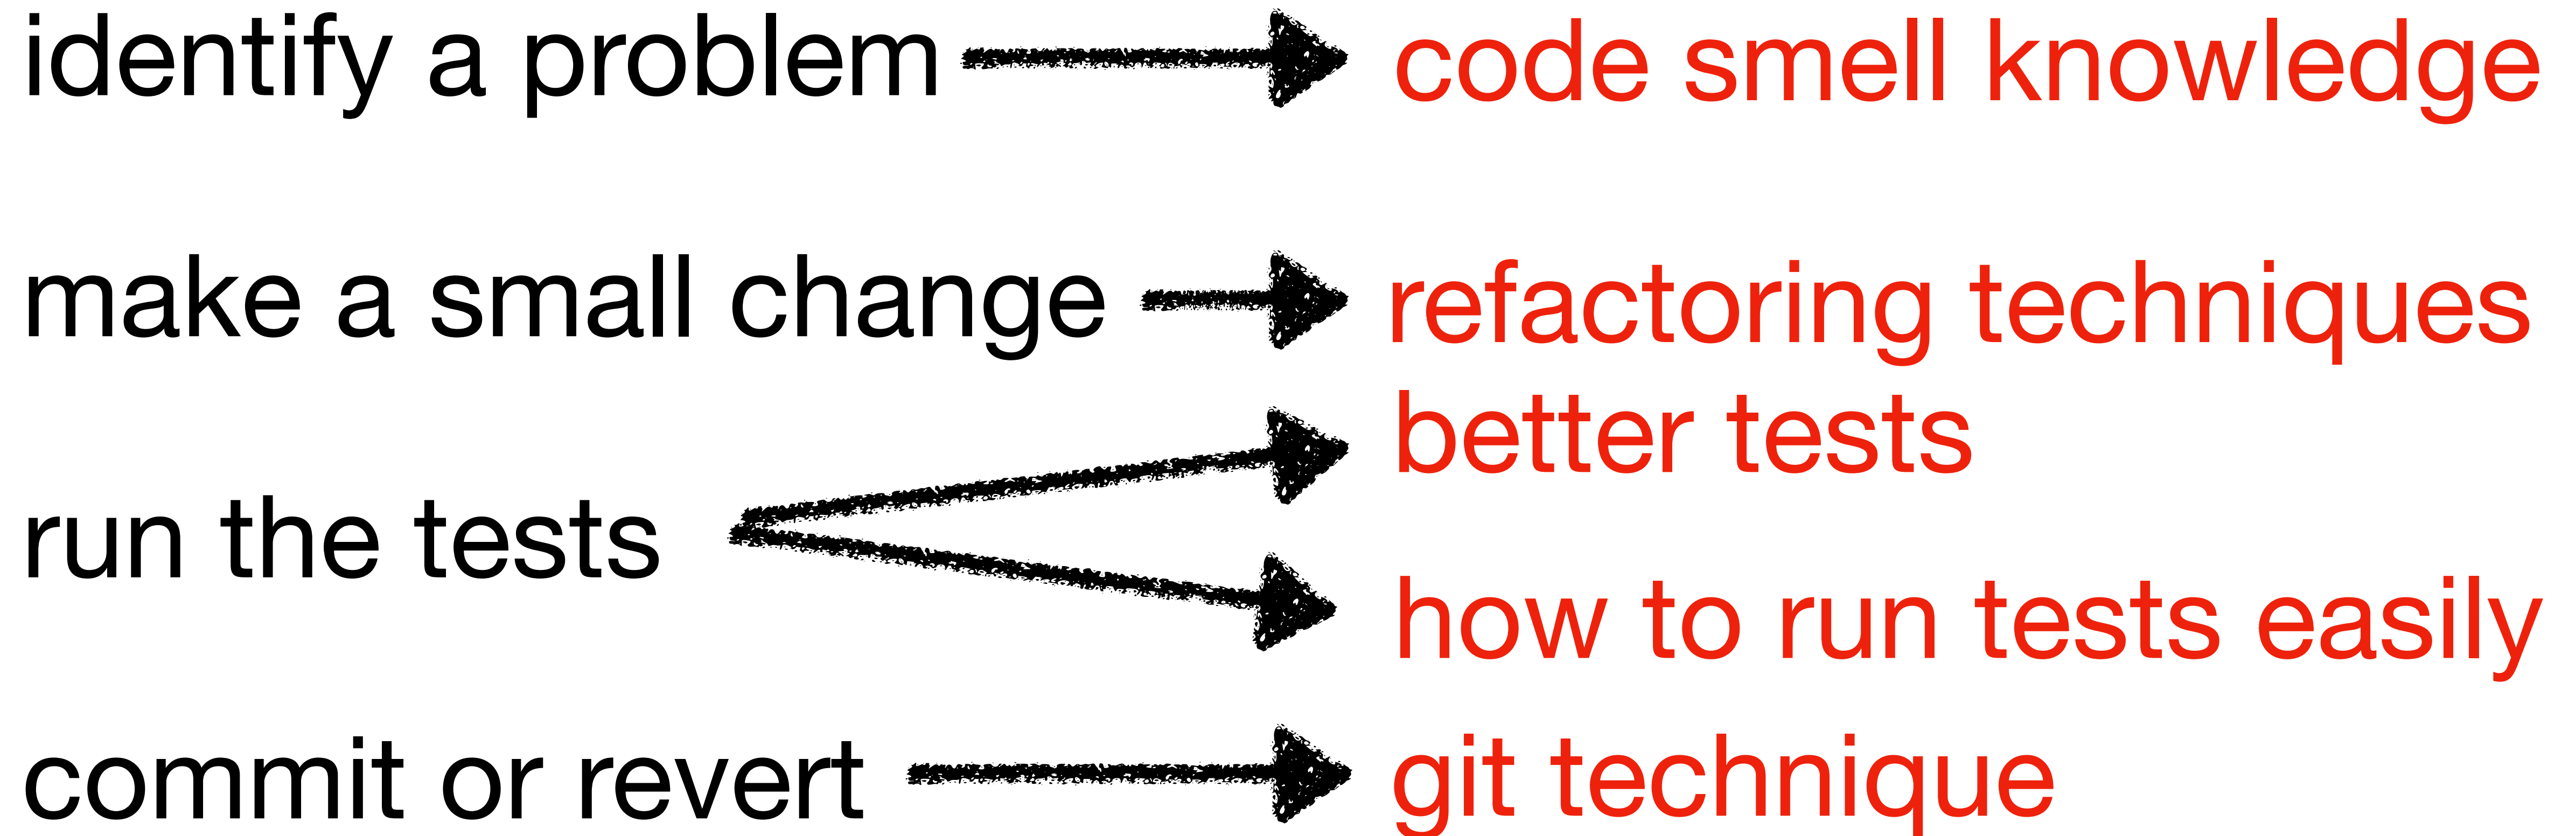 identify a problem
code smell knowledge
make a small change
refactoring techniques
better tests
run the tests
how to run tests easily
commit or revert
git technique